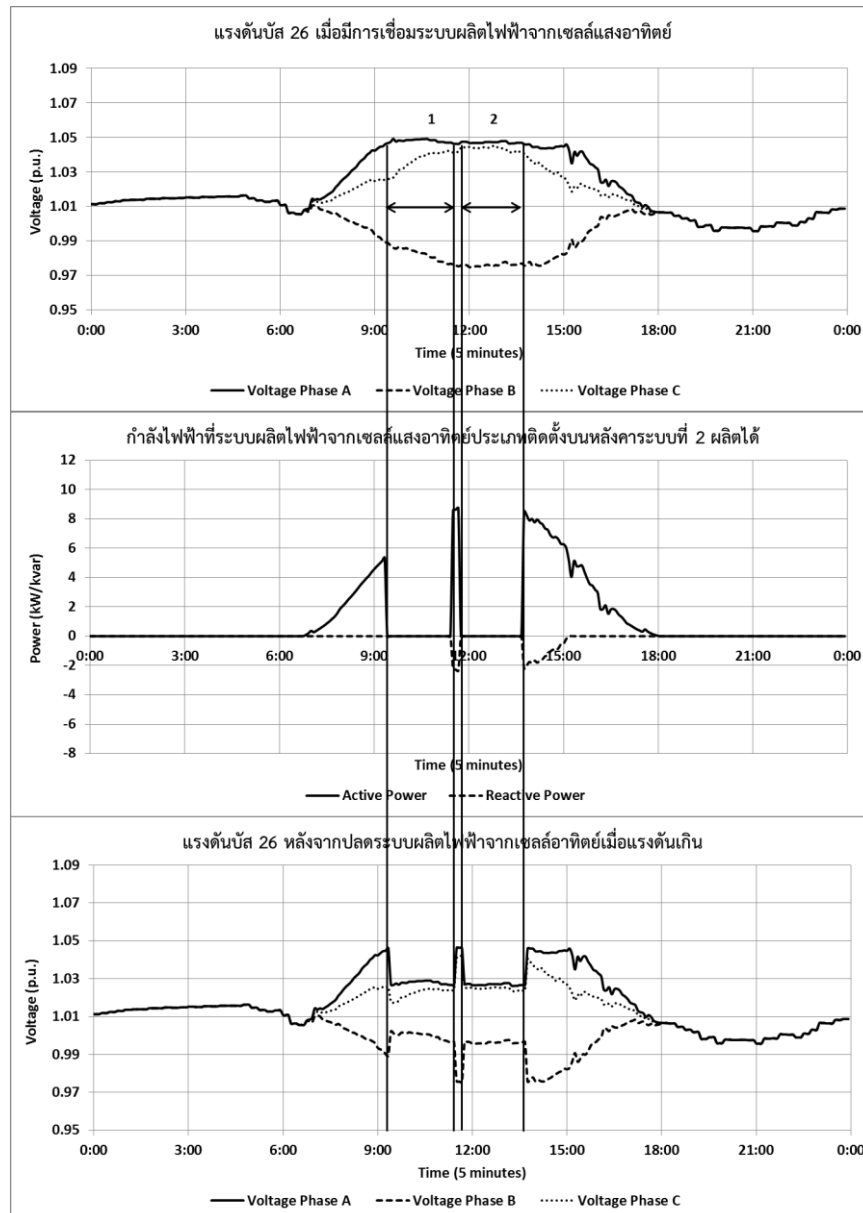 แรงดันบัส 26 เมื่อมีการเชื่อมระบบผลิตไฟฟ้าจากเซลล์แสงอาทิตย์
1.09
1.07
1.05
1.03
1.01
0.99
0.97
0.95
Voltage (p.u.)
1 2
0:00 3:00 6:00 9:00 12:00 15:00 18:00 21:00 0:00
Time (5 minutes)
Voltage Phase A Voltage Phase B Voltage Phase C
กำลังไฟฟ้าที่ระบบผลิตไฟฟ้าจากเซลล์แสงอาทิตย์ประเภทติดตั้งบนหลังคาระบบที่ 2 ผลิตได้
12
10
8
6
4
2
0
-2
-4
-6
-8
Power (kW/kvar)
0:00 3:00 6:00 9:00 12:00 15:00 18:00 21:00 0:00
Time (5 minutes)
Active Power Reactive Power
แรงดันบัส 26 หลังจากปลดระบบผลิตไฟฟ้าจากเซลล์อาทิตย์เมื่อแรงดันเกิน
1.09
1.07
1.05
1.03
1.01
0.99
0.97
0.95
Voltage (p.u.)
0:00 3:00 6:00 9:00 12:00 15:00 18:00 21:00 0:00
Time (5 minutes)
Voltage Phase A Voltage Phase B Voltage Phase C